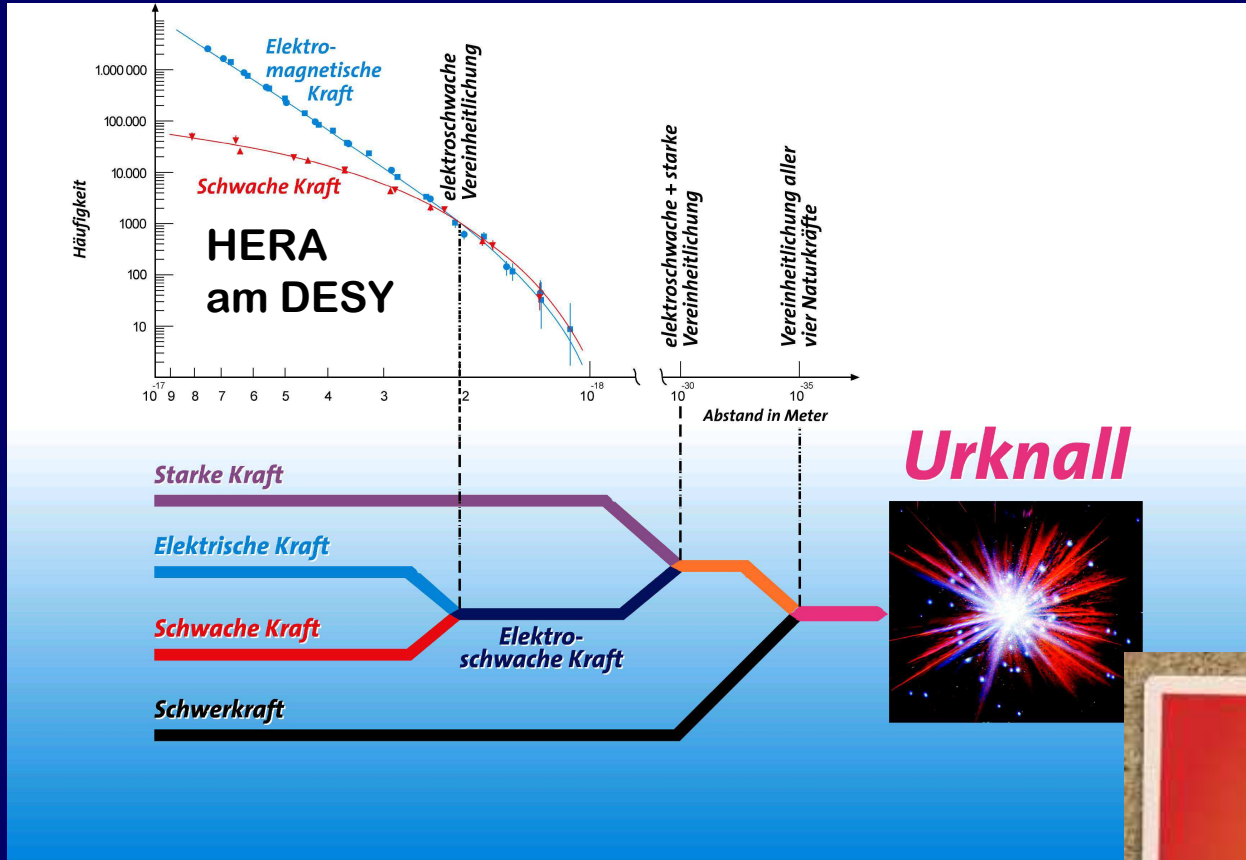 Elektro-
magnetische
Kraft
Schwache Kraft
HERA
am DESY
Häufigkeit
1.000 000
100.000
10.000
1000
100
10
10^-17 9 8 7 6 5 4 3 2 10^-18 10^-30 10^-35
Abstand in Meter
elektroschwache
Vereinheitlichung
elektroschwache + starke
Vereinheitlichung
Vereinheitlichung aller
vier Naturkräfte
Urknall
Starke Kraft
Elektrische Kraft
Schwache Kraft
Elektro-
schwache Kraft
Schwerkraft